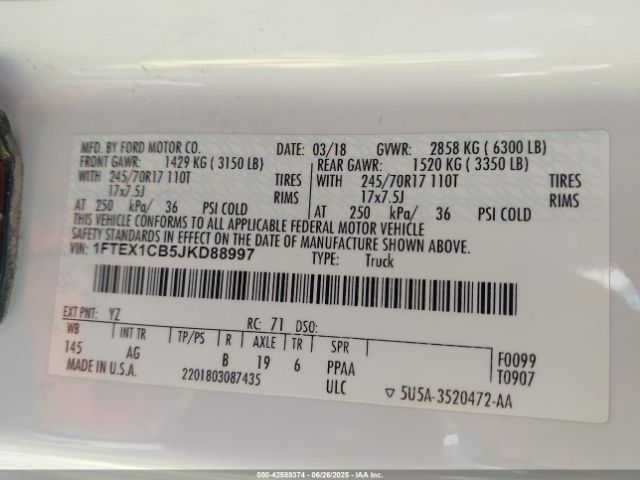 MFD. BY FORD MOTOR CO. DATE: 03/18 GVWR: 2858 KG ( 6300 LB)
FRONT GAWR: 1429 KG ( 3150 LB) REAR GAWR: 1520 KG ( 3350 LB)
WITH 245/70R17 110T TIRES WITH 245/70R17 110T TIRES
17x7.5J RIMS 17x7.5J RIMS
AT 250 kPa/ 36 PSI COLD AT 250 kPa/ 36 PSI COLD
THIS VEHICLE CONFORMS TO ALL APPLICABLE FEDERAL MOTOR VEHICLE
SAFETY STANDARDS IN EFFECT ON THE DATE OF MANUFACTURE SHOWN ABOVE.
VIN: 1FTEX1CB5JKD88997 TYPE: Truck
EXT PNT: YZ RC: 71 DSO:
WB INT TR TP/PS R AXLE TR SPR
145 AG B 19 6 PPAA F0099
MADE IN U.S.A. 2201803087435 ULC T0907
5U5A-3520472-AA
000-42588374 06/26/2025 IAA Inc.